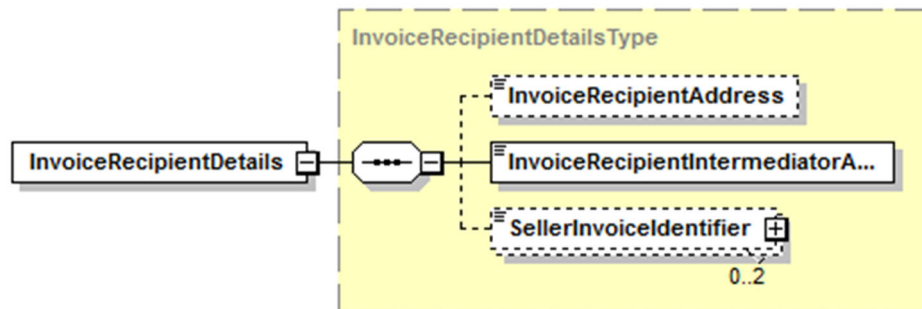 InvoiceRecipientDetailsType
InvoiceRecipientAddress
InvoiceRecipientDetails
InvoiceRecipientIntermediatorA...
SellerInvoiceIdentifier
0..2